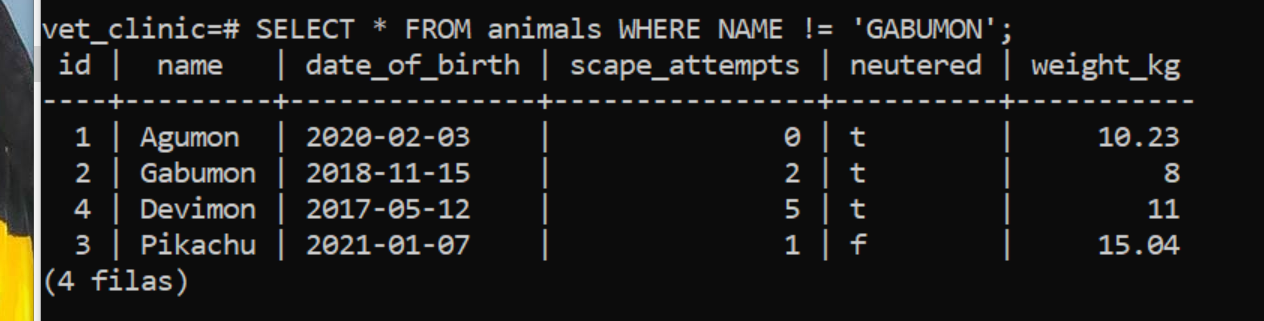 vet_clinic=# SELECT * FROM animals WHERE NAME != 'GABUMON';
 id |  name   | date_of_birth | scape_attempts | neutered | weight_kg
----+---------+---------------+----------------+----------+-----------
  1 | Agumon  | 2020-02-03    |              0 | t        |     10.23
  2 | Gabumon | 2018-11-15    |              2 | t        |         8
  4 | Devimon | 2017-05-12    |              5 | t        |        11
  3 | Pikachu | 2021-01-07    |              1 | f        |     15.04
(4 filas)